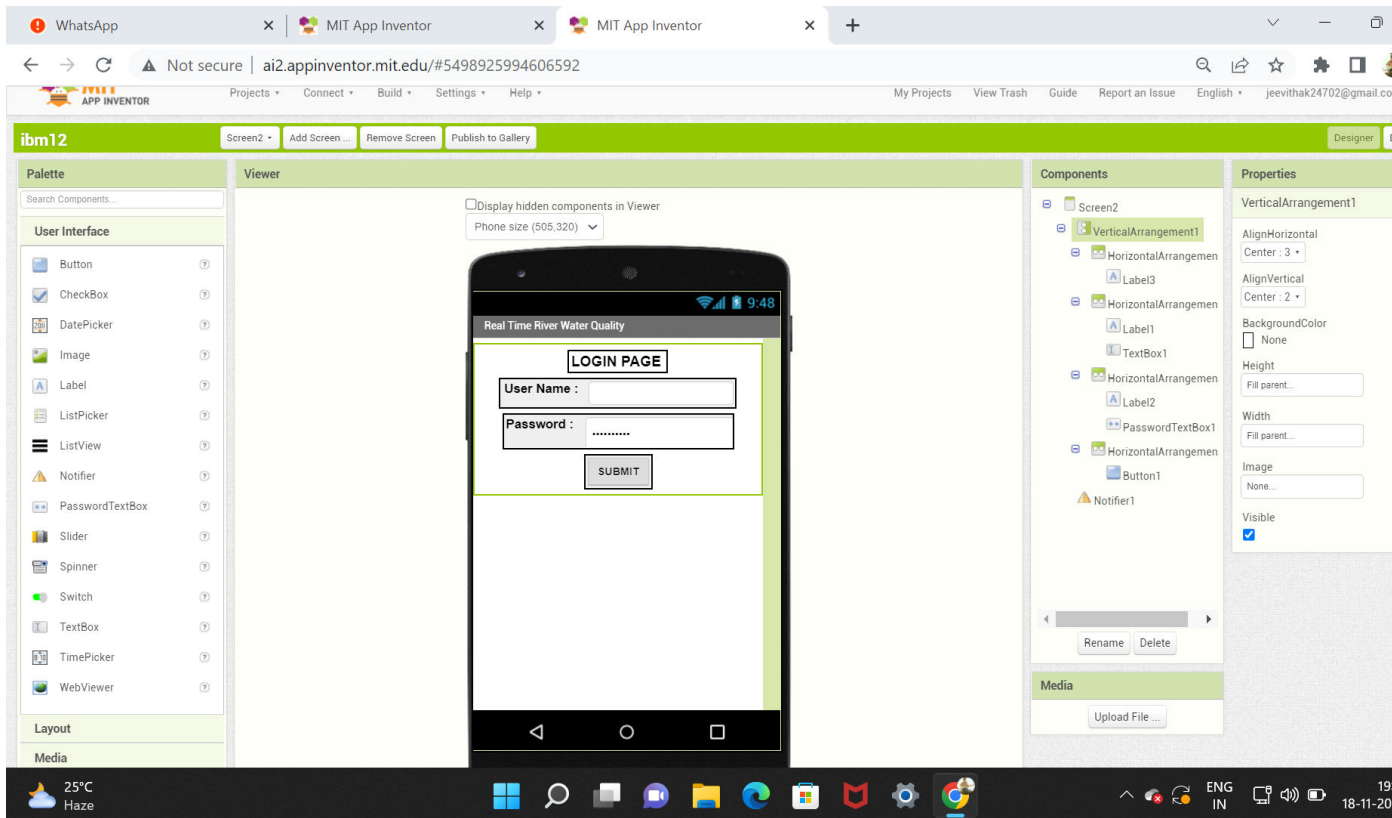 WhatsApp
MIT App Inventor
MIT App Inventor
Not secure | ai2.appinventor.mit.edu/#5498925994606592
MIT
APP INVENTOR
Projects Connect Build Settings Help My Projects View Trash Guide Report an Issue English jeevithak24702@gmail.co
ibm12 Screen2 Add Screen ... Remove Screen Publish to Gallery Designer
Palette
Search Components...
User Interface
Button
CheckBox
DatePicker
Image
Label
ListPicker
ListView
Notifier
PasswordTextBox
Slider
Spinner
Switch
TextBox
TimePicker
WebViewer
Layout
Media
Viewer
Display hidden components in Viewer
Phone size (505,320)
9:48
Real Time River Water Quality
LOGIN PAGE
User Name :
Password :
SUBMIT
Components
Screen2
VerticalArrangement1
HorizontalArrangemen
Label3
HorizontalArrangemen
Label1
TextBox1
HorizontalArrangemen
Label2
PasswordTextBox1
HorizontalArrangemen
Button1
Notifier1
Rename Delete
Media
Upload File ...
Properties
VerticalArrangement1
AlignHorizontal
Center : 3
AlignVertical
Center : 2
BackgroundColor
None
Height
Fill parent...
Width
Fill parent...
Image
None...
Visible
25°C
Haze
ENG
IN
19
18-11-20